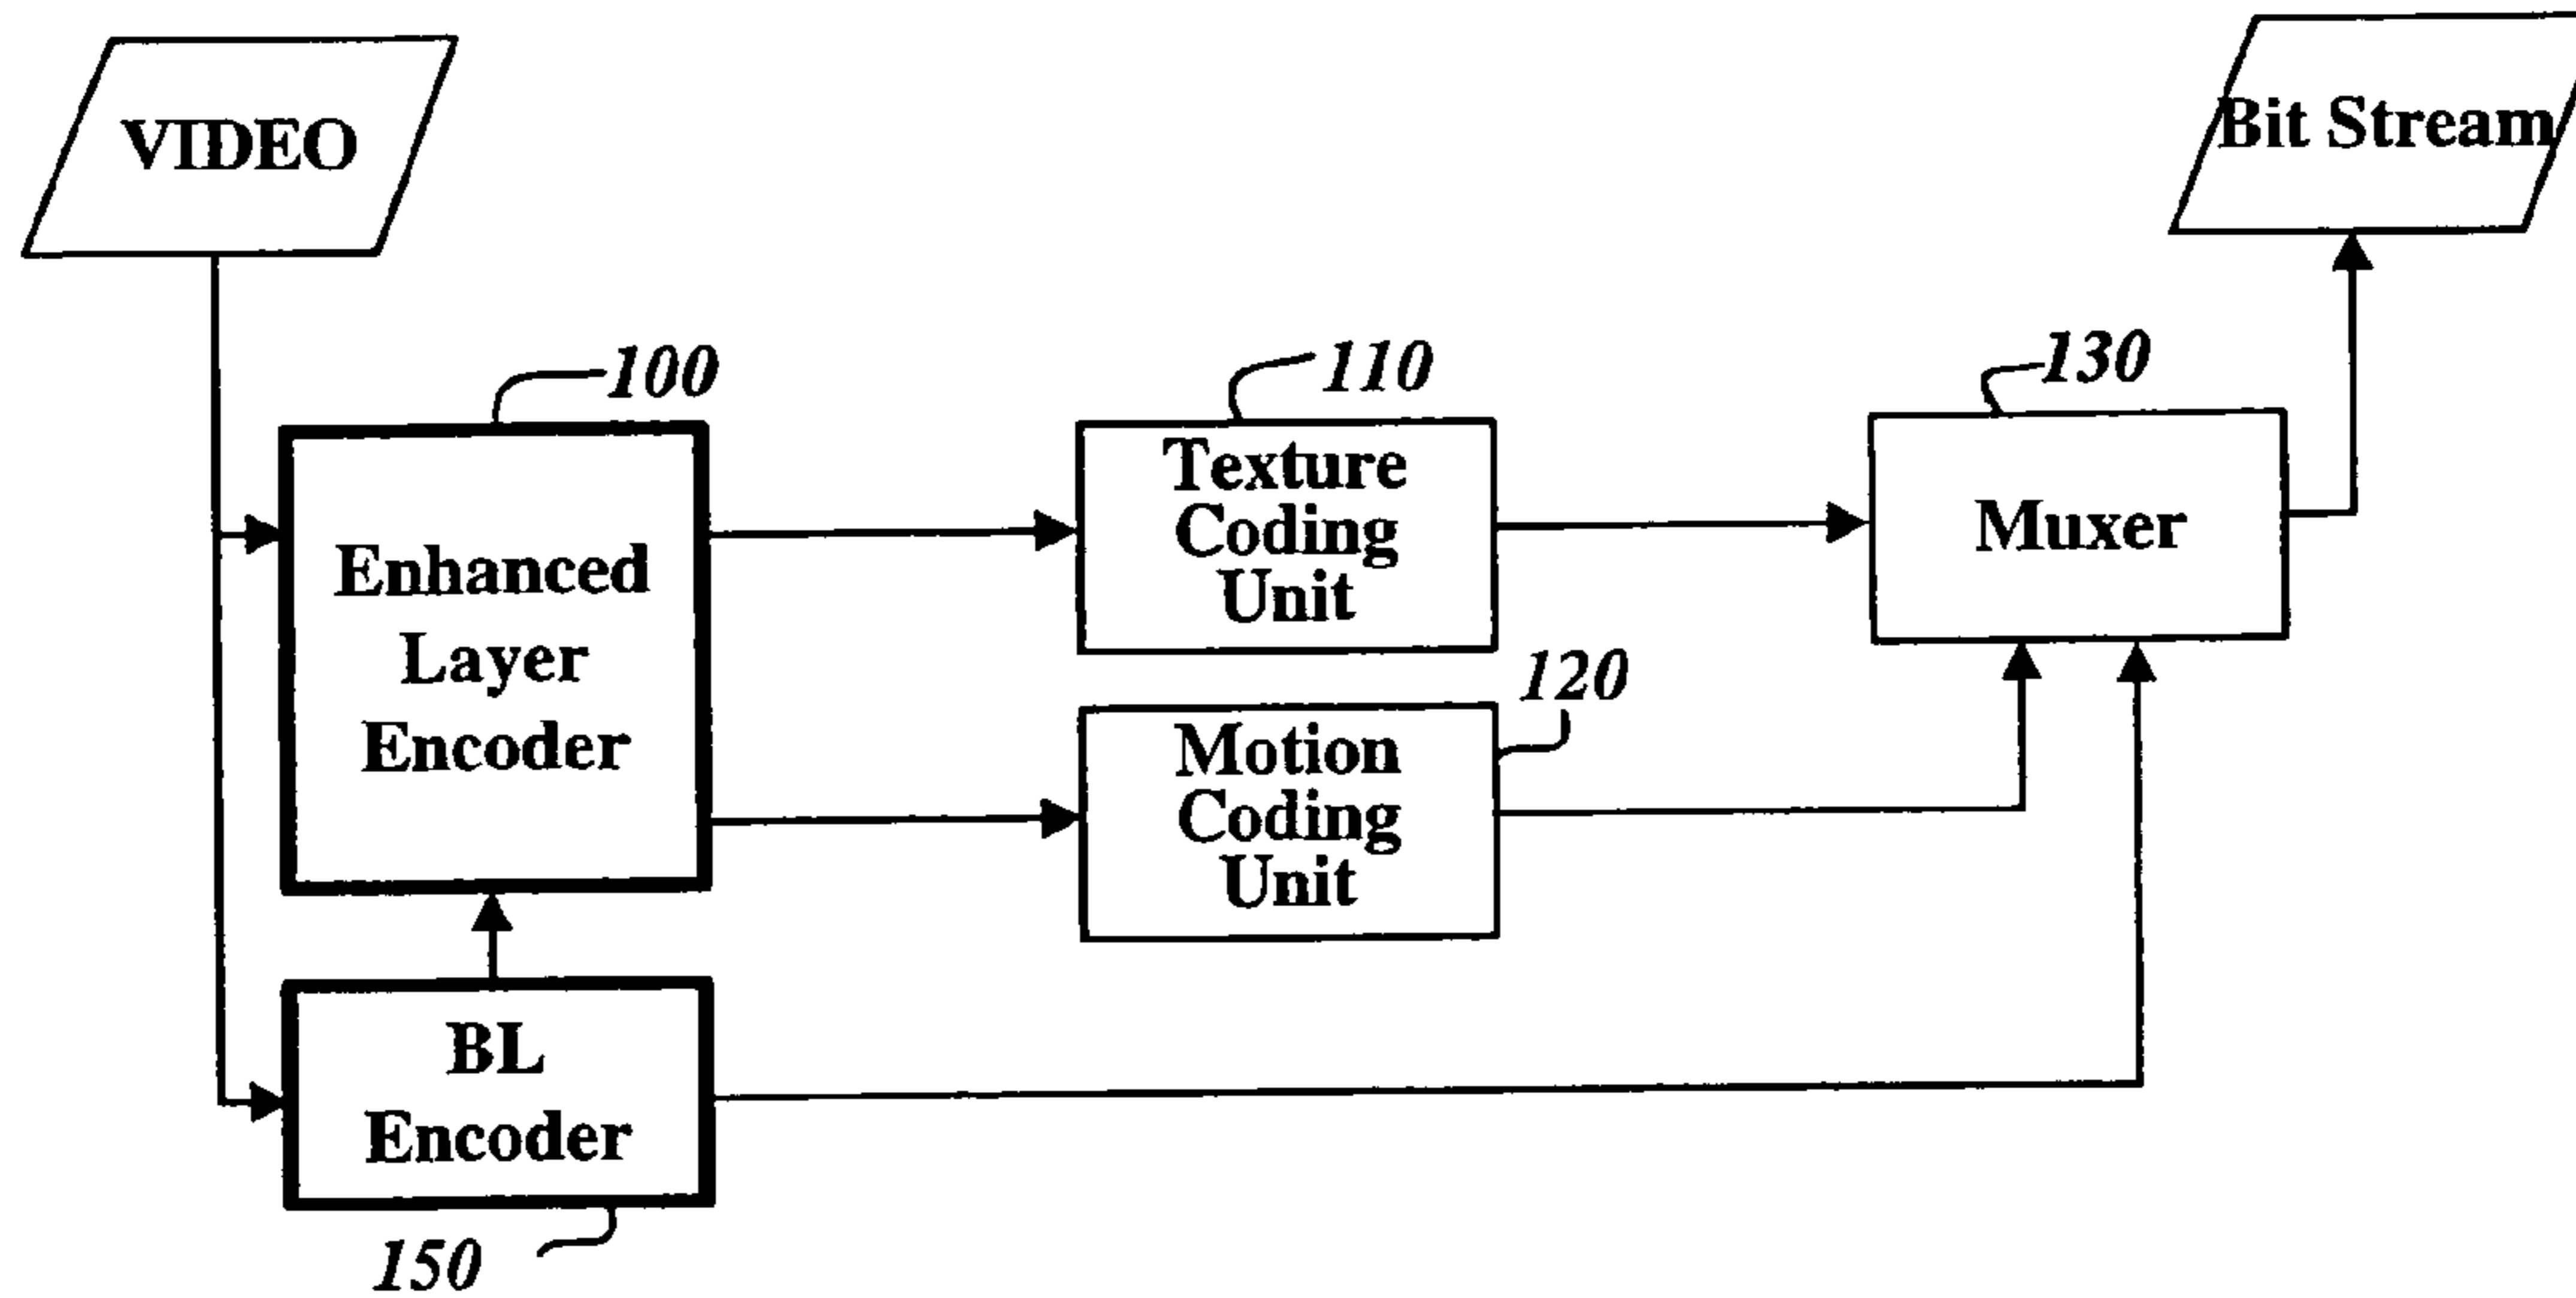 VIDEO
Bit Stream
100
110
130
Enhanced
Layer
Encoder
Texture
Coding
Unit
Muxer
120
Motion
Coding
Unit
BL
Encoder
150